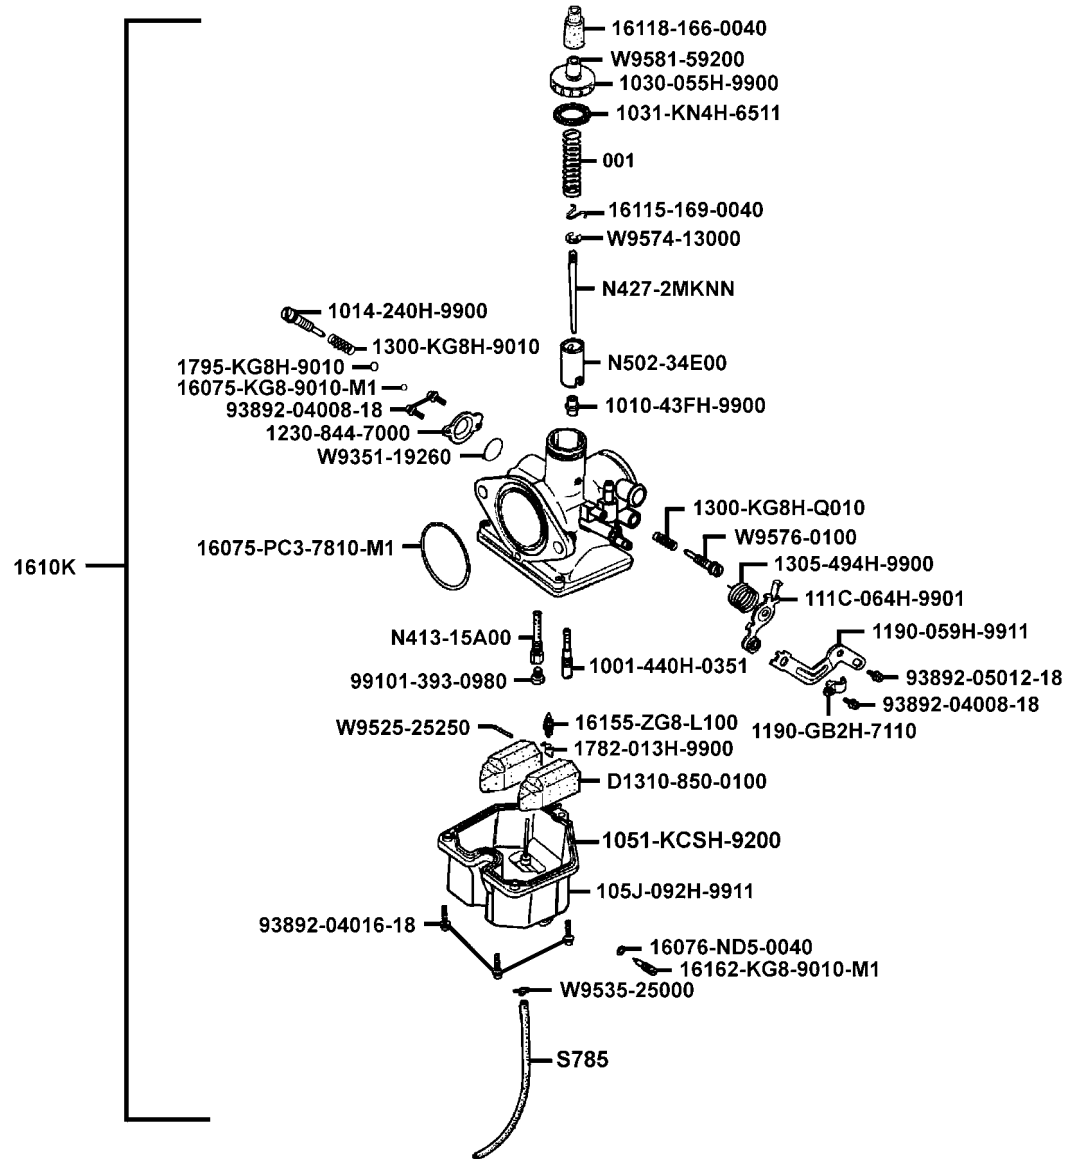 16118-166-0040
W9581-59200
1030-055H-9900
1031-KN4H-6511
001
16115-169-0040
W9574-13000
N427-2MKNN
1014-240H-9900
1300-KG8H-9010
N502-34E00
1795-KG8H-9010
16075-KG8-9010-M1
93892-04008-18
1010-43FH-9900
1230-844-7000
W9351-19260
1300-KG8H-Q010
W9576-0100
16075-PC3-7810-M1
1610K
1305-494H-9900
111C-064H-9901
N413-15A00
1190-059H-9911
1001-440H-0351
99101-393-0980
93892-05012-18
93892-04008-18
W9525-25250
16155-ZG8-L100
1190-GB2H-7110
1782-013H-9900
D1310-850-0100
1051-KCSH-9200
105J-092H-9911
93892-04016-18
16076-ND5-0040
16162-KG8-9010-M1
W9535-25000
S785